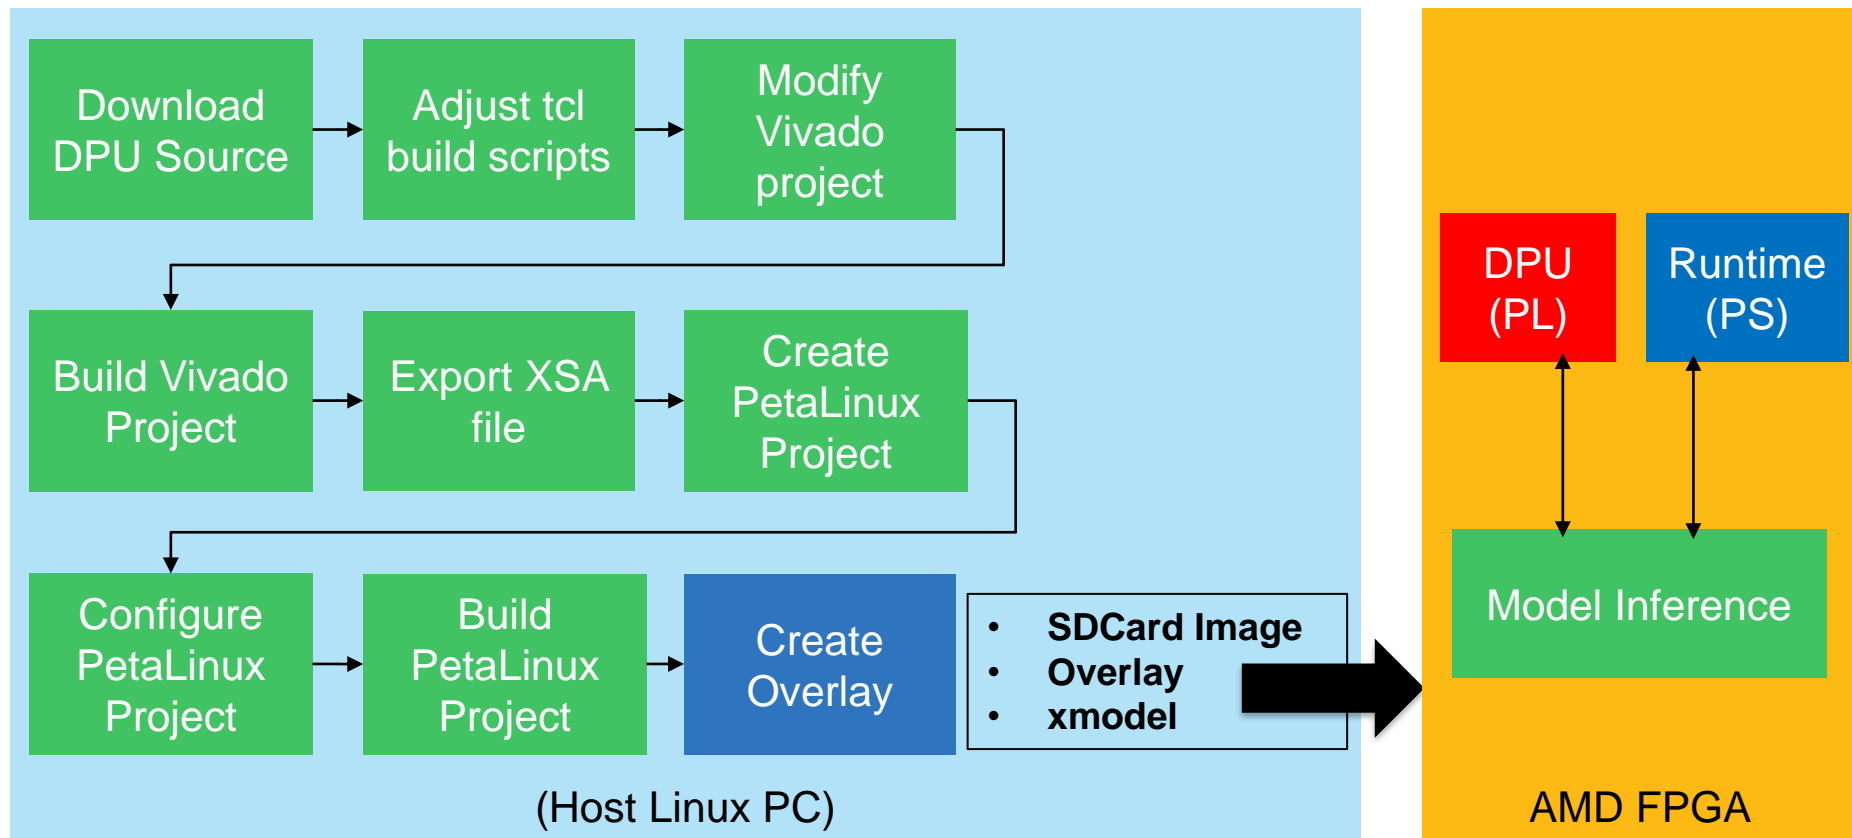 Download
DPU Source
Adjust tcl
build scripts
Modify
Vivado
project
Build Vivado
Project
Export XSA
file
Create
PetaLinux
Project
Configure
PetaLinux
Project
Build
PetaLinux
Project
Create
Overlay
• SDCard Image
• Overlay
• xmodel
(Host Linux PC)
DPU
(PL)
Runtime
(PS)
Model Inference
AMD FPGA